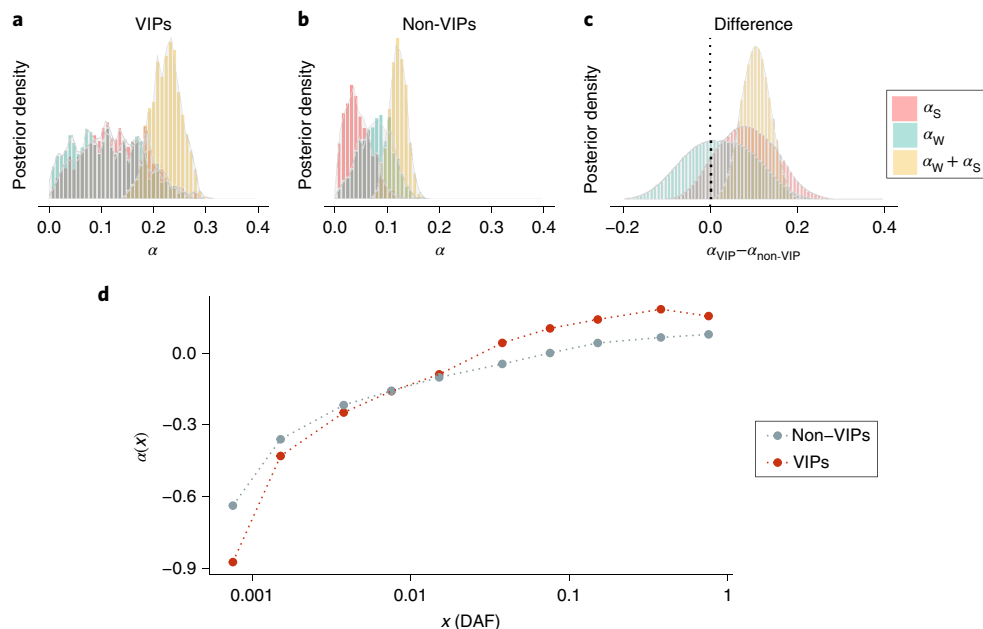 a
VIPs
Posterior density
0.0 0.1 0.2 0.3 0.4
α
b
Non-VIPs
Posterior density
0.0 0.1 0.2 0.3 0.4
α
c
Difference
Posterior density
−0.2 0.0 0.2 0.4
αVIP−αnon-VIP
αS
αW
αW + αS
d
α(x)
0.0
−0.3
−0.6
−0.9
0.001 0.01 0.1 1
x (DAF)
Non−VIPs
VIPs